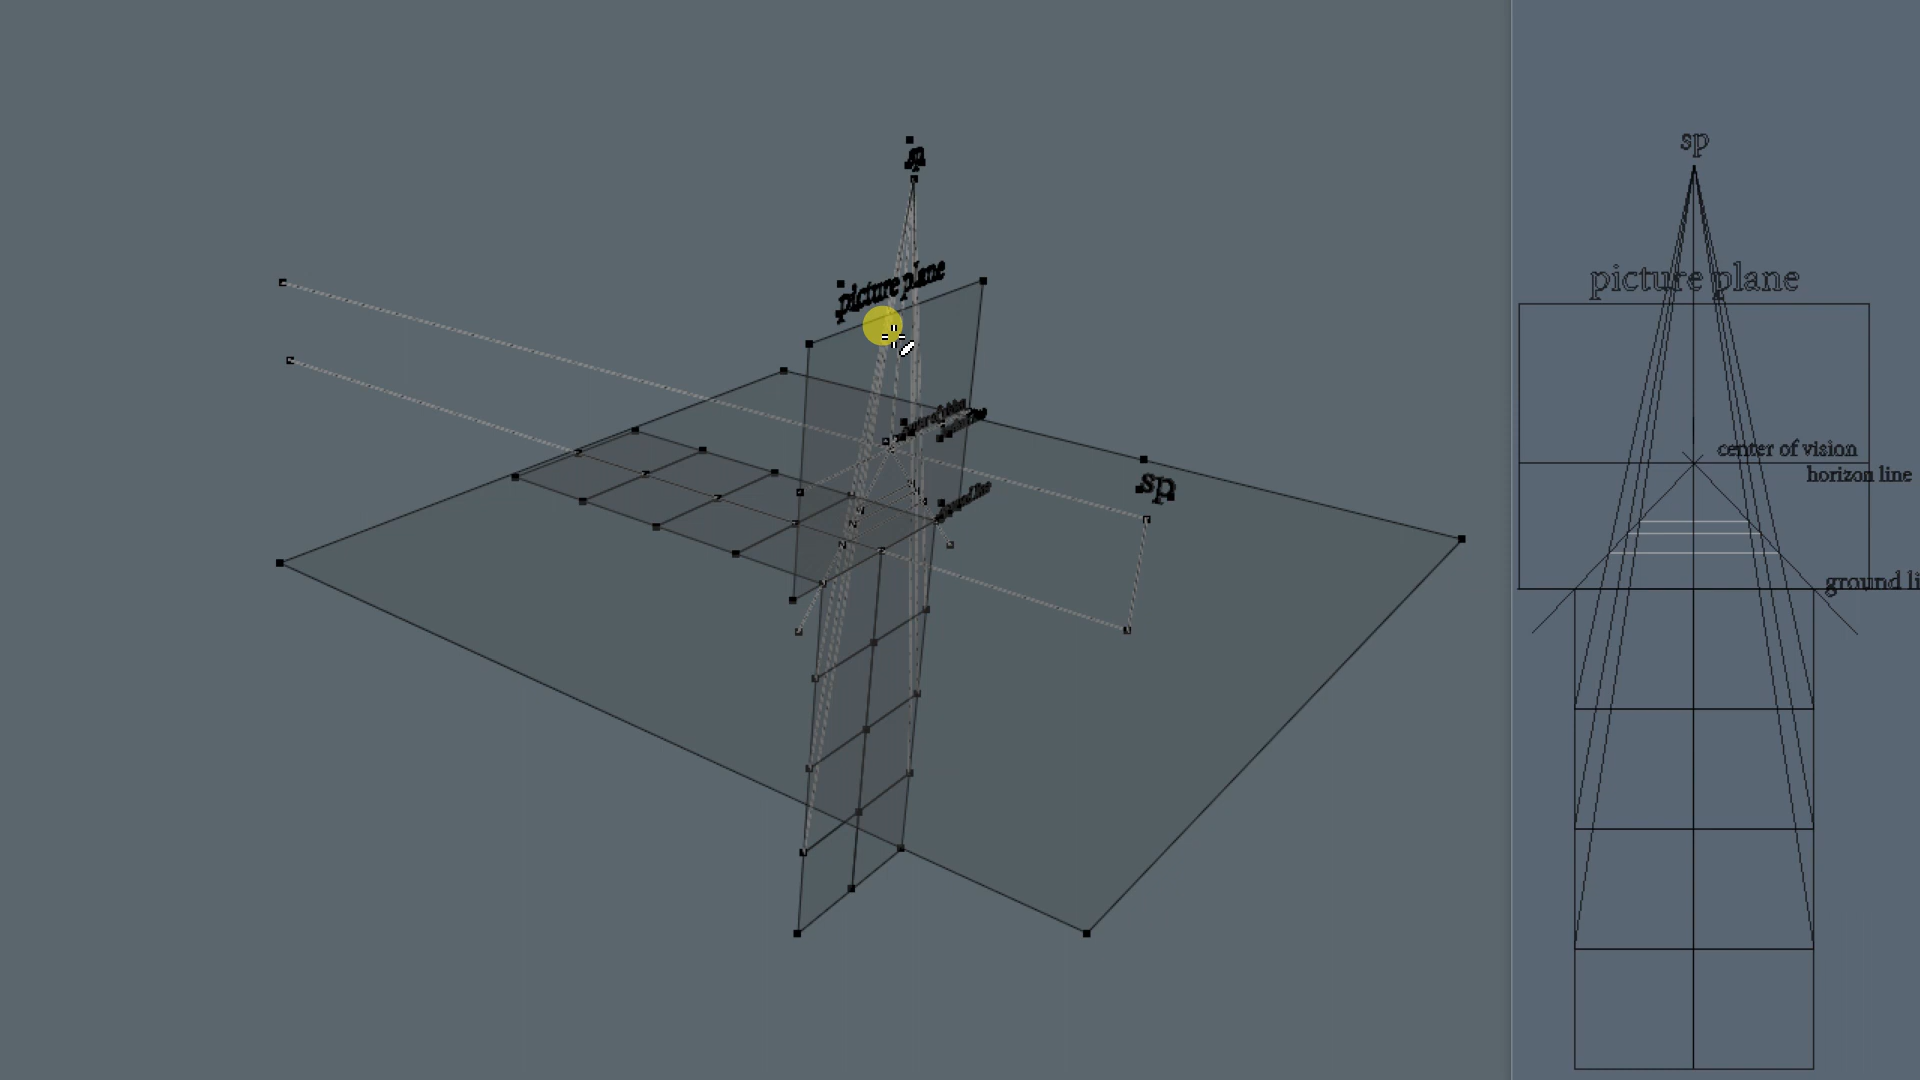 sp
picture plane
sp
sp
picture plane
center of vision
horizon line
ground li